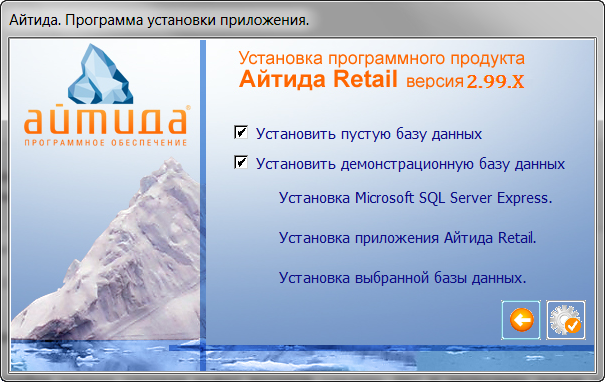 Айтида. Программа установки приложения.
айтида®
ПРОГРАММНОЕ ОБЕСПЕЧЕНИЕ
Установка программного продукта
Айтида Retail версия 2.99.X
Установить пустую базу данных
Установить демонстрационную базу данных
Установка Microsoft SQL Server Express.
Установка приложения Айтида Retail.
Установка выбранной базы данных.